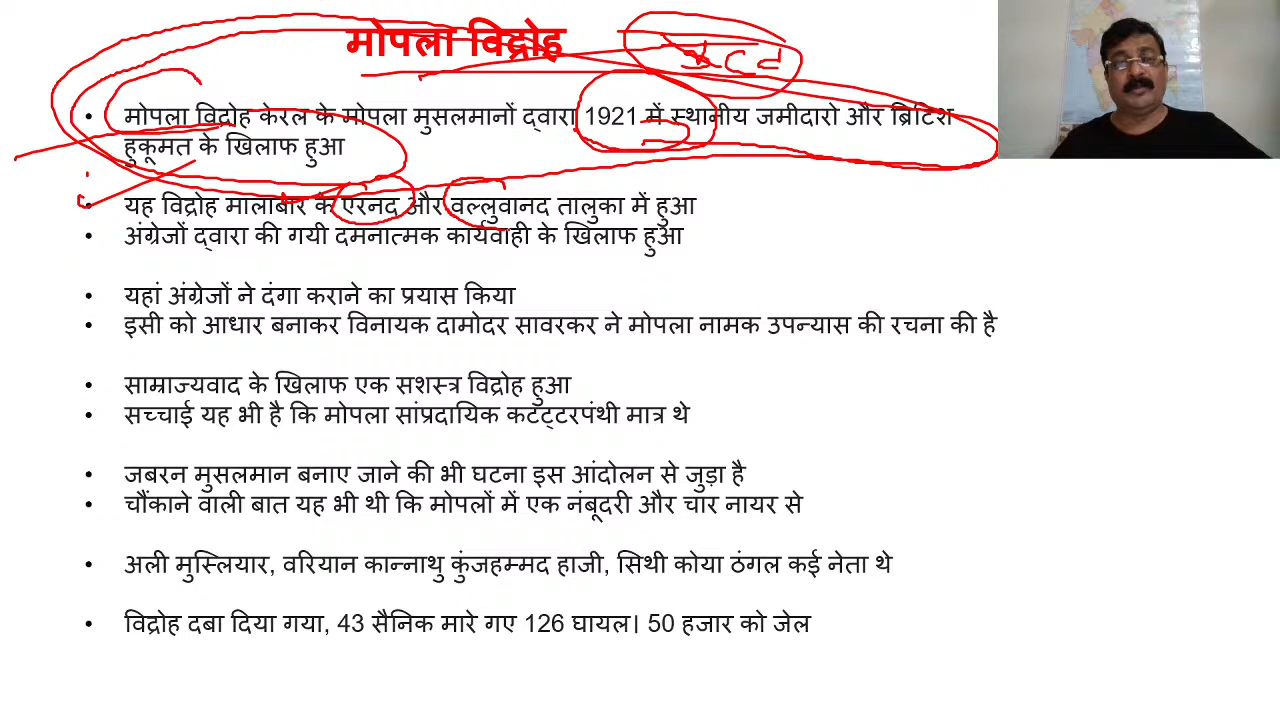 मोपला विद्रोह
• मोपला विद्रोह केरल के मोपला मुसलमानों द्वारा 1921 में स्थानीय जमीदारो और ब्रिटिश
हुकूमत के खिलाफ हुआ
• यह विद्रोह मालाबार के एरनद और वल्लुवानद तालुका में हुआ
• अंग्रेजों द्वारा की गयी दमनात्मक कार्यवाही के खिलाफ हुआ
• यहां अंग्रेजों ने दंगा कराने का प्रयास किया
• इसी को आधार बनाकर विनायक दामोदर सावरकर ने मोपला नामक उपन्यास की रचना की है
• साम्राज्यवाद के खिलाफ एक सशस्त्र विद्रोह हुआ
• सच्चाई यह भी है कि मोपला सांप्रदायिक कटट्टरपंथी मात्र थे
• जबरन मुसलमान बनाए जाने की भी घटना इस आंदोलन से जुड़ा है
• चौंकाने वाली बात यह भी थी कि मोपलों में एक नंबूदरी और चार नायर से
• अली मुस्लियार, वरियान कान्नाथु कुंजहम्मद हाजी, सिथी कोया ठंगल कई नेता थे
• विद्रोह दबा दिया गया, 43 सैनिक मारे गए 126 घायल। 50 हजार को जेल